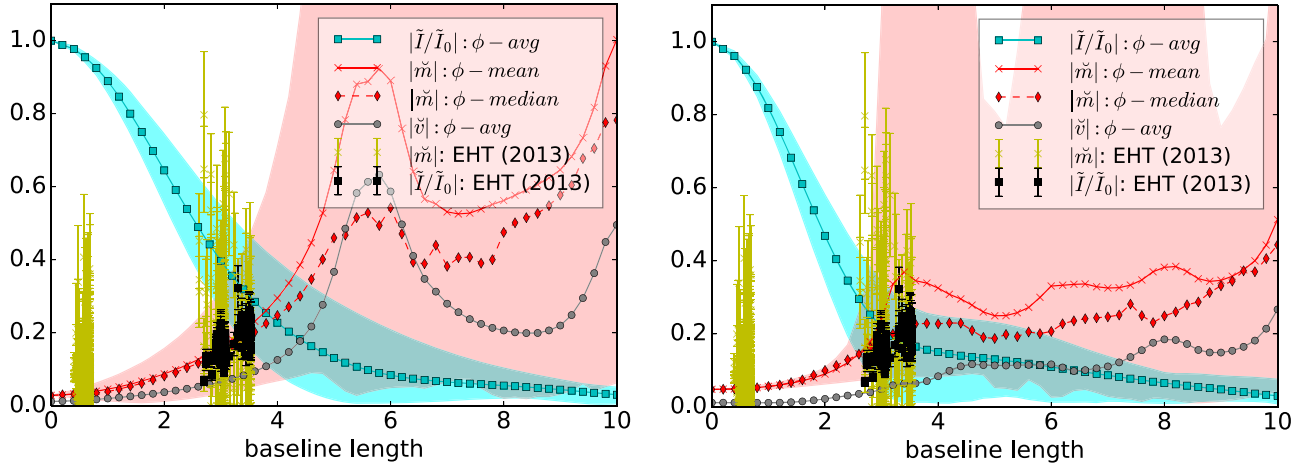 1.0
0.8
0.6
0.4
0.2
0.0
|Ĩ/Ĩ₀| : ϕ − avg
|m̆| : ϕ − mean
|m̆| : ϕ − median
|v̆| : ϕ − avg
|m̆|: EHT (2013)
|Ĩ/Ĩ₀|: EHT (2013)
0 2 4 6 8 10
baseline length
1.0
0.8
0.6
0.4
0.2
0.0
|Ĩ/Ĩ₀| : ϕ − avg
|m̆| : ϕ − mean
|m̆| : ϕ − median
|v̆| : ϕ − avg
|m̆|: EHT (2013)
|Ĩ/Ĩ₀|: EHT (2013)
0 2 4 6 8 10
baseline length